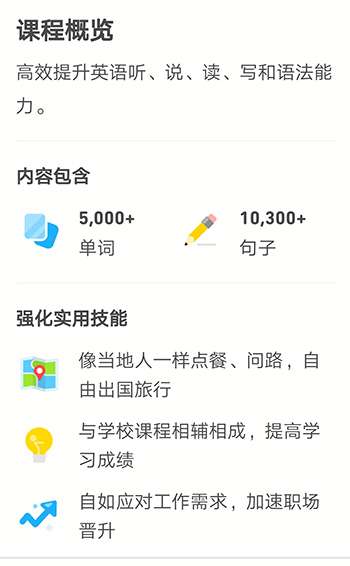 课程概览
高效提升英语听、说、读、写和语法能
力。
内容包含
5,000+
单词
10,300+
句子
强化实用技能
像当地人一样点餐、问路，自
由出国旅行
与学校课程相辅相成，提高学
习成绩
自如应对工作需求，加速职场
晋升